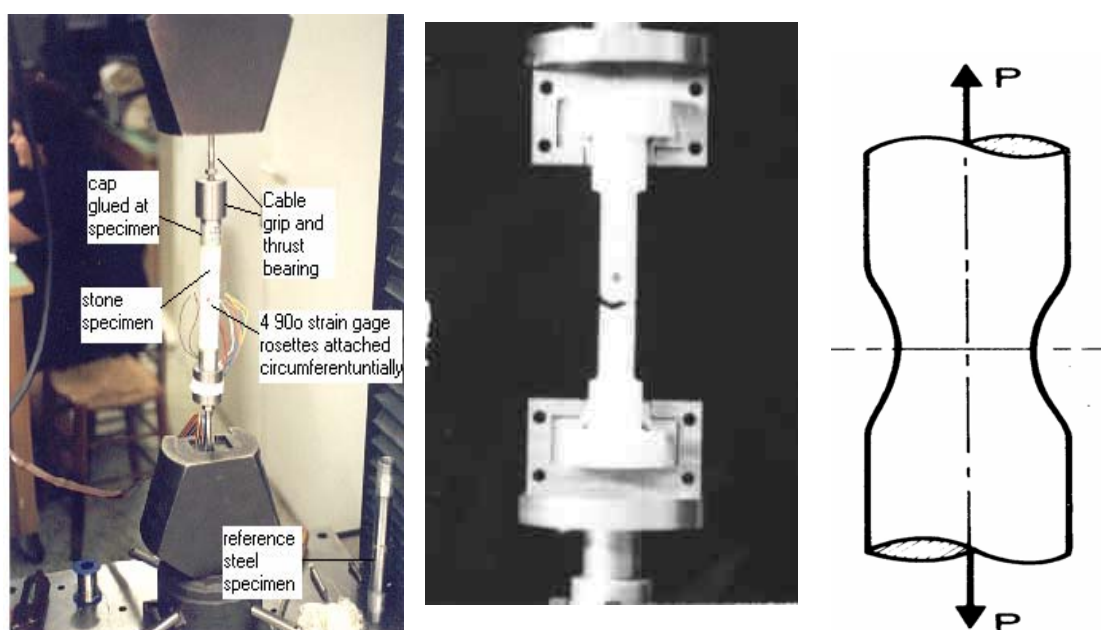 cap
glued at
specimen
Cable
grip and
thrust
bearing
stone
specimen
4 90o strain gage
rosettes attached
circumferentuntially
reference
steel
specimen
P
P